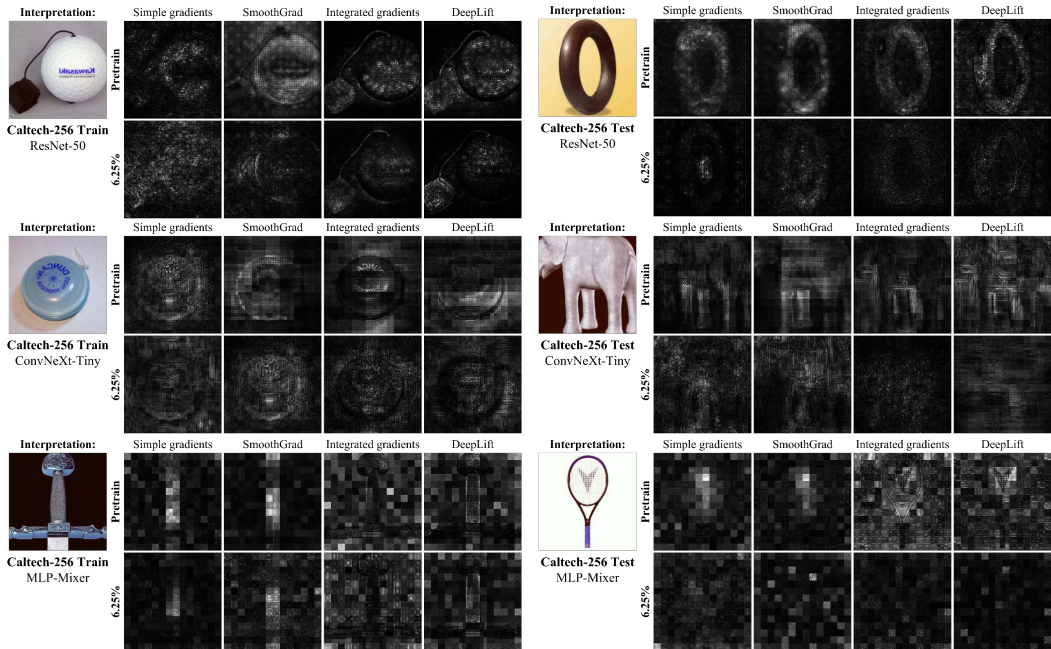 Interpretation: Simple gradients SmoothGrad Integrated gradients DeepLift
Kawasaki
Pretrain
Caltech-256 Train
ResNet-50
6.25%
Interpretation: Simple gradients SmoothGrad Integrated gradients DeepLift
Pretrain
Caltech-256 Test
ResNet-50
6.25%
Interpretation: Simple gradients SmoothGrad Integrated gradients DeepLift
DUNCAN
Pretrain
Caltech-256 Train
ConvNeXt-Tiny
6.25%
Interpretation: Simple gradients SmoothGrad Integrated gradients DeepLift
Pretrain
Caltech-256 Test
ConvNeXt-Tiny
6.25%
Interpretation: Simple gradients SmoothGrad Integrated gradients DeepLift
Pretrain
Caltech-256 Train
MLP-Mixer
6.25%
Interpretation: Simple gradients SmoothGrad Integrated gradients DeepLift
Pretrain
Caltech-256 Test
MLP-Mixer
6.25%